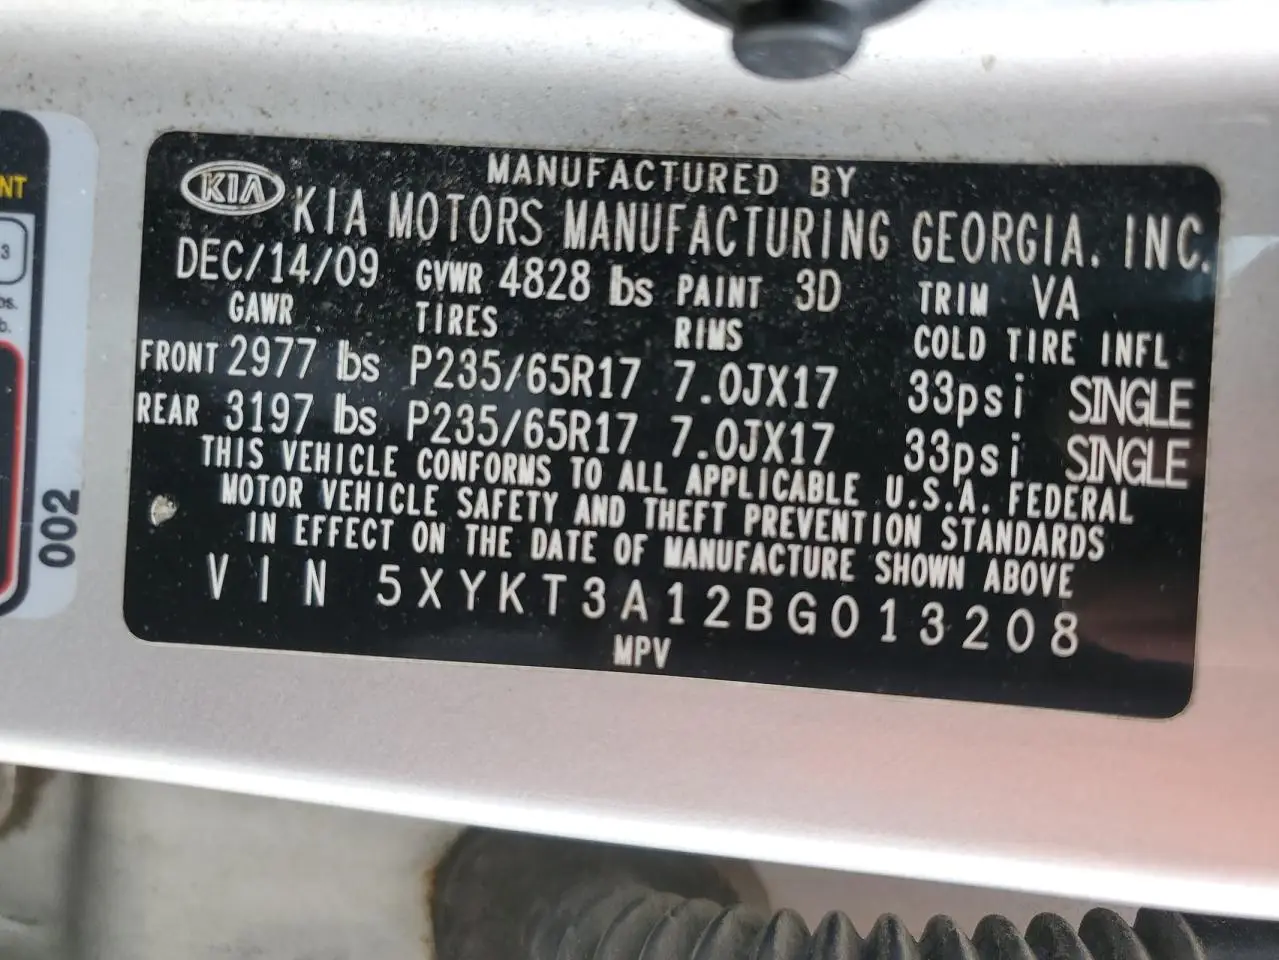 MANUFACTURED BY
KIA KIA MOTORS MANUFACTURING GEORGIA. INC.
DEC/14/09 GVWR 4828 lbs PAINT 3D TRIM VA
GAWR TIRES RIMS COLD TIRE INFL
FRONT 2977 lbs P235/65R17 7.0JX17 33psi SINGLE
REAR 3197 lbs P235/65R17 7.0JX17 33psi SINGLE
THIS VEHICLE CONFORMS TO ALL APPLICABLE U.S.A. FEDERAL
MOTOR VEHICLE SAFETY AND THEFT PREVENTION STANDARDS
IN EFFECT ON THE DATE OF MANUFACTURE SHOWN ABOVE
VIN 5XYKT3A12BG013208
MPV
NT
3
bs.
b.
002